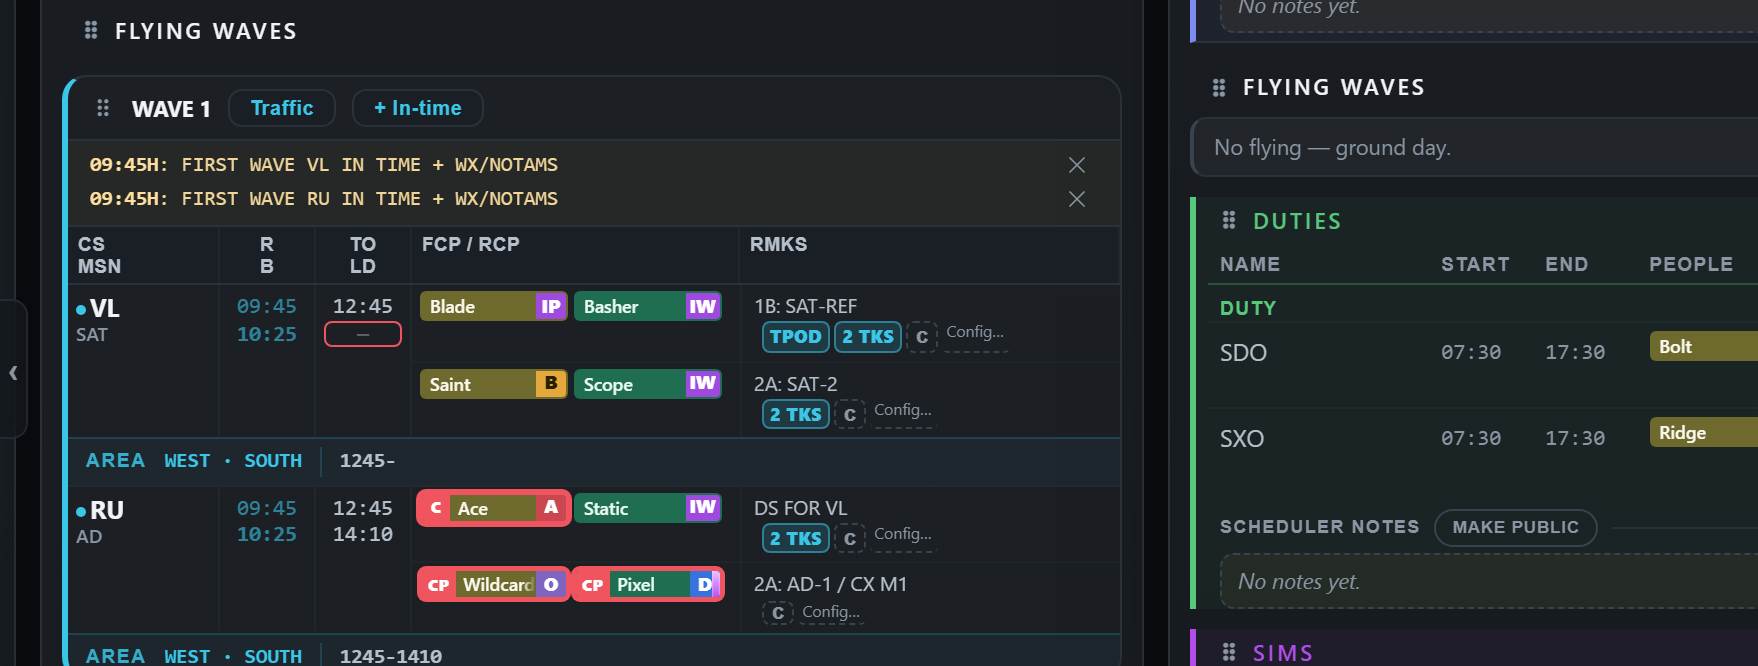 FLYING WAVES
WAVE 1 Traffic + In-time
09:45H: FIRST WAVE VL IN TIME + WX/NOTAMS
09:45H: FIRST WAVE RU IN TIME + WX/NOTAMS
CS R TO FCP / RCP RMKS
MSN B LD
VL 09:45 12:45 Blade IP Basher IW 1B: SAT-REF
SAT 10:25 — TPOD 2 TKS C Config...
Saint B Scope IW 2A: SAT-2
2 TKS C Config...
AREA WEST · SOUTH 1245-
RU 09:45 12:45 C Ace A Static IW DS FOR VL
AD 10:25 14:10 2 TKS C Config...
CP Wildcard O CP Pixel D 2A: AD-1 / CX M1
C Config...
AREA WEST · SOUTH 1245-1410
No notes yet.
FLYING WAVES
No flying — ground day.
DUTIES
NAME START END PEOPLE
DUTY
SDO 07:30 17:30 Bolt
SXO 07:30 17:30 Ridge
SCHEDULER NOTES MAKE PUBLIC
No notes yet.
SIMS